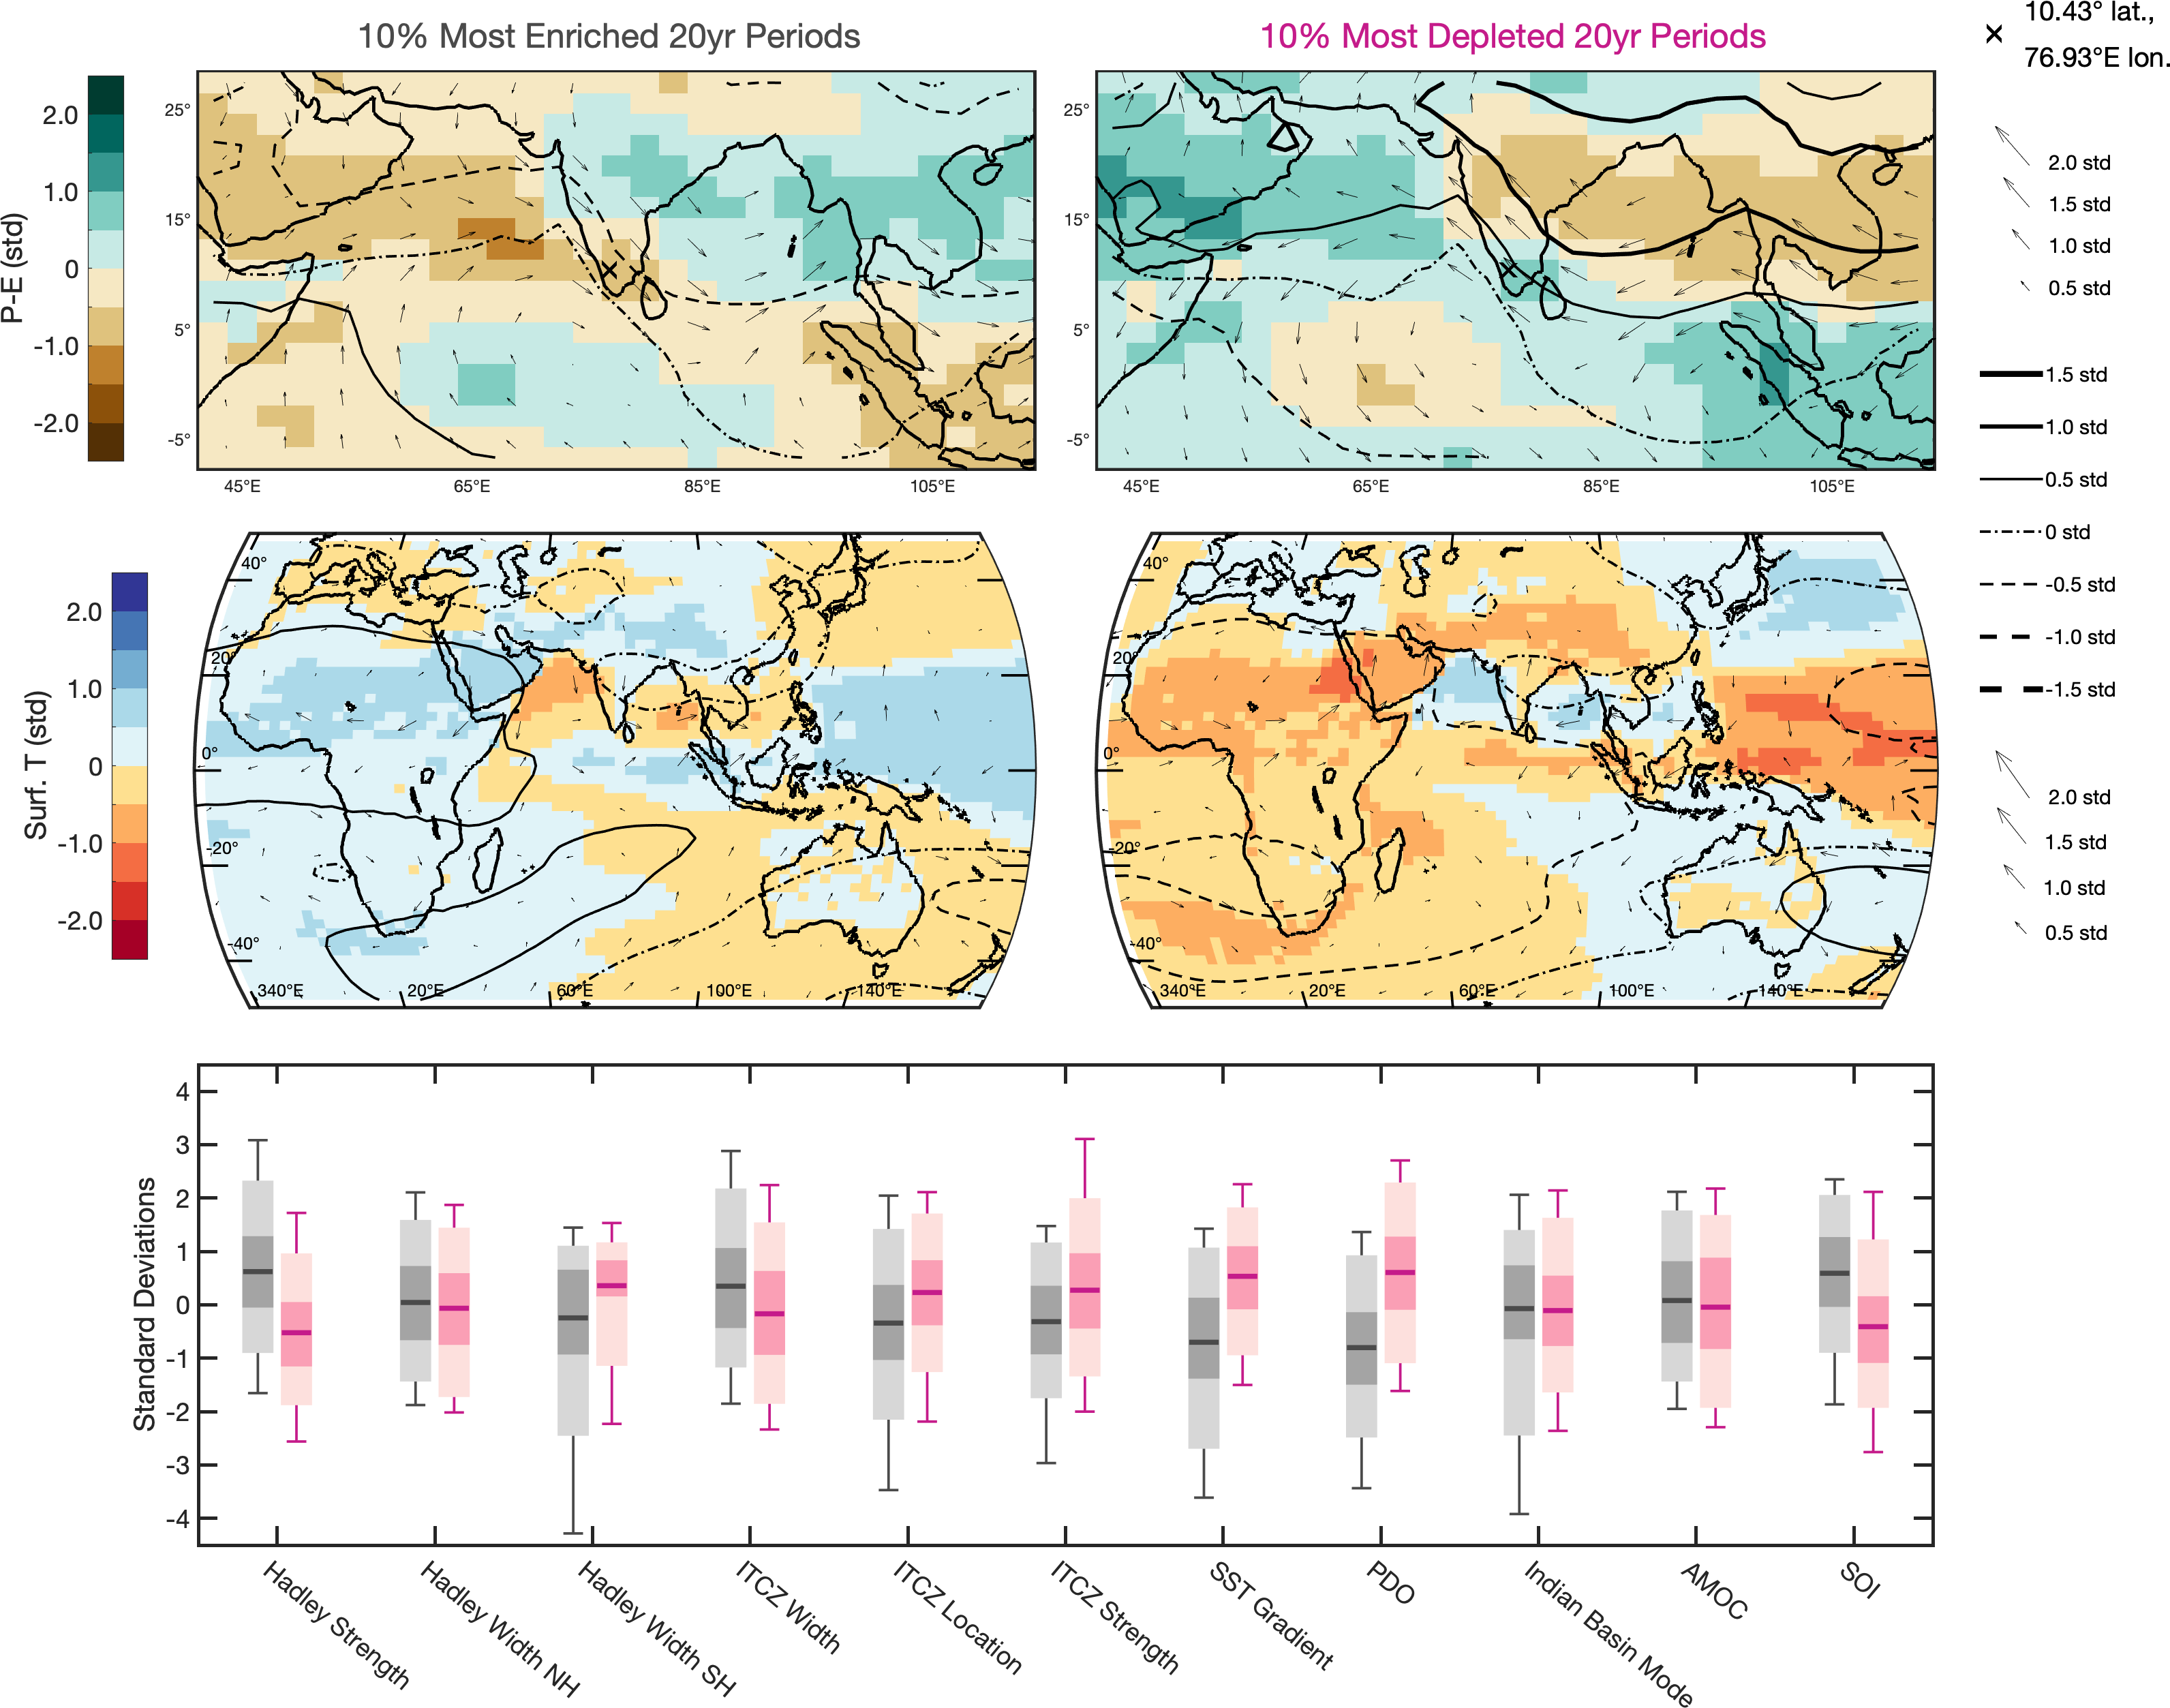 10% Most Enriched 20yr Periods
10% Most Depleted 20yr Periods
10.43° lat.,
×
76.93°E lon.
P-E (std)
2.0
1.0
0
-1.0
-2.0
25°
15°
5°
-5°
45°E
65°E
85°E
105°E
25°
15°
5°
-5°
45°E
65°E
85°E
105°E
2.0 std
1.5 std
1.0 std
0.5 std
1.5 std
1.0 std
0.5 std
0 std
-0.5 std
-1.0 std
-1.5 std
Surf. T (std)
2.0
1.0
0
-1.0
-2.0
40°
20°
0°
-20°
-40°
340°E
20°E
60°E
100°E
140°E
40°
20°
0°
-20°
-40°
340°E
20°E
60°E
100°E
140°E
2.0 std
1.5 std
1.0 std
0.5 std
Standard Deviations
4
3
2
1
0
-1
-2
-3
-4
Hadley Strength
Hadley Width NH
Hadley Width SH
ITCZ Width
ITCZ Location
ITCZ Strength
SST Gradient
PDO
Indian Basin Mode
AMOC
SOI